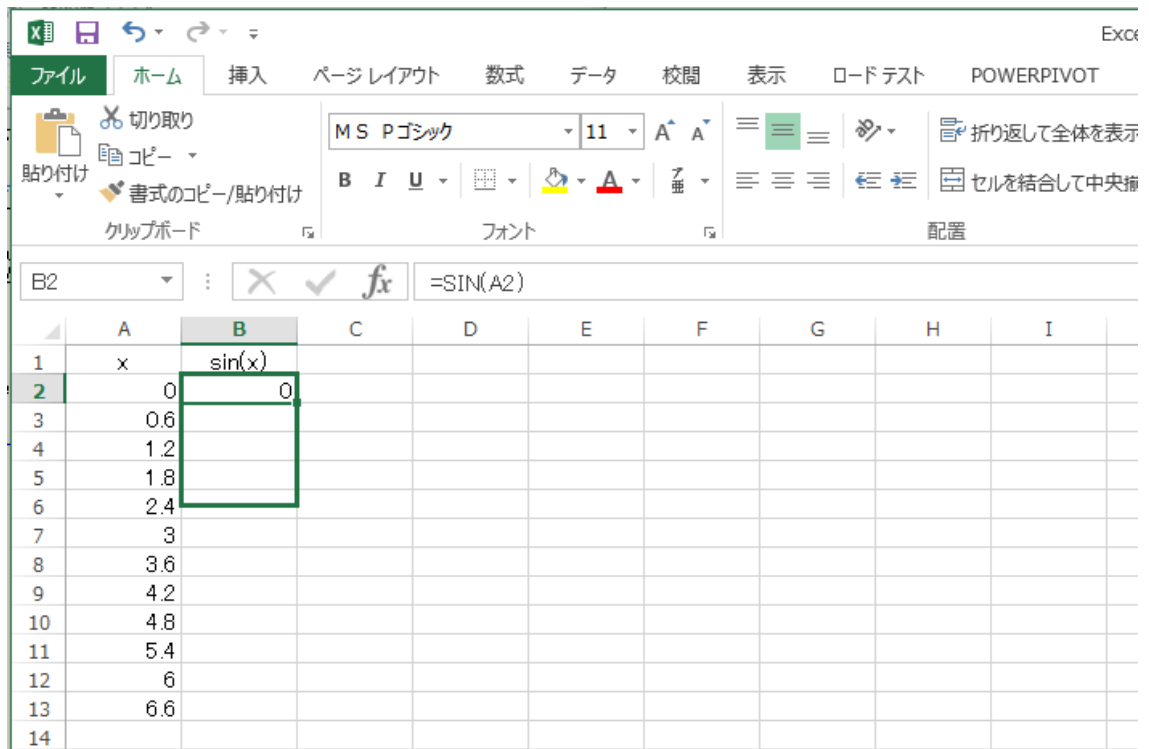 Exce
ファイル ホーム 挿入 ページ レイアウト 数式 データ 校閲 表示 ロード テスト POWERPIVOT
貼り付け
切り取り
コピー
書式のコピー/貼り付け
クリップボード
ＭＳ Ｐゴシック 11 A A
B I U A ア亜
フォント
折り返して全体を表示
セルを結合して中央揃
配置
B2 fx =SIN(A2)
A B C D E F G H I
1 x sin(x)
2 0 0
3 0.6
4 1.2
5 1.8
6 2.4
7 3
8 3.6
9 4.2
10 4.8
11 5.4
12 6
13 6.6
14